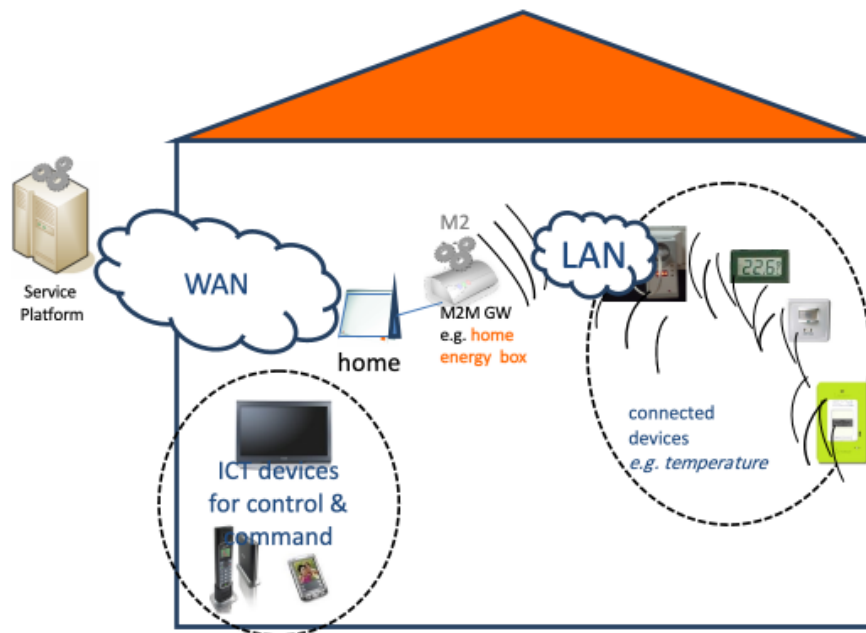 Service
Platform
WAN
home
M2
M2M GW
e.g. home
energy box
LAN
22.6
connected
devices
e.g. temperature
ICT devices
for control &
command